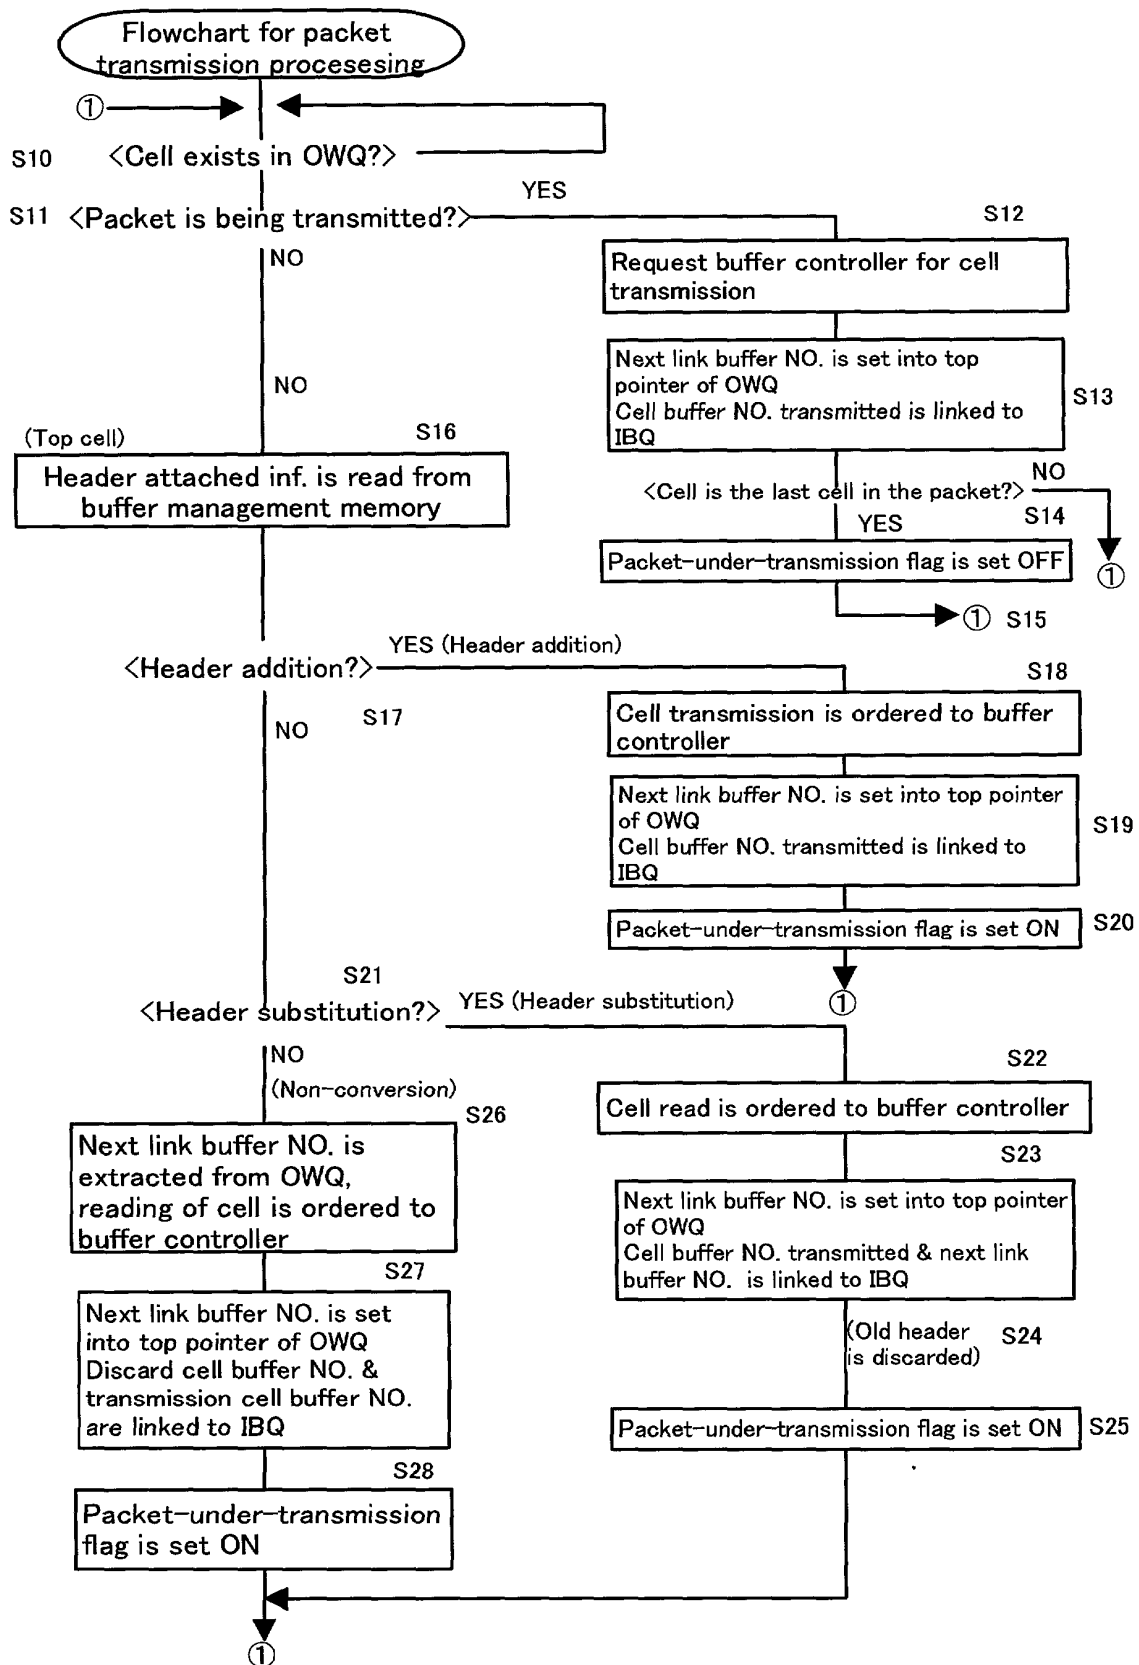 Flowchart for packet
transmission procesesing
①
S10 <Cell exists in OWQ?>
YES
S11 <Packet is being transmitted?>
NO
S12
Request buffer controller for cell
transmission
NO
Next link buffer NO. is set into top
pointer of OWQ
Cell buffer NO. transmitted is linked to
IBQ
S13
(Top cell)
S16
Header attached inf. is read from
buffer management memory
<Cell is the last cell in the packet?>
NO
S14
YES
Packet-under-transmission flag is set OFF
①
① S15
<Header addition?>
YES (Header addition)
S17
NO
S18
Cell transmission is ordered to buffer
controller
Next link buffer NO. is set into top pointer
of OWQ
Cell buffer NO. transmitted is linked to
IBQ
S19
Packet-under-transmission flag is set ON
S20
①
S21
<Header substitution?>
YES (Header substitution)
NO
(Non-conversion)
S22
Cell read is ordered to buffer controller
S23
Next link buffer NO. is set into top pointer
of OWQ
Cell buffer NO. transmitted & next link
buffer NO. is linked to IBQ
(Old header
is discarded)
S24
Packet-under-transmission flag is set ON
S25
S26
Next link buffer NO. is
extracted from OWQ,
reading of cell is ordered to
buffer controller
S27
Next link buffer NO. is set
into top pointer of OWQ
Discard cell buffer NO. &
transmission cell buffer NO.
are linked to IBQ
S28
Packet-under-transmission
flag is set ON
①